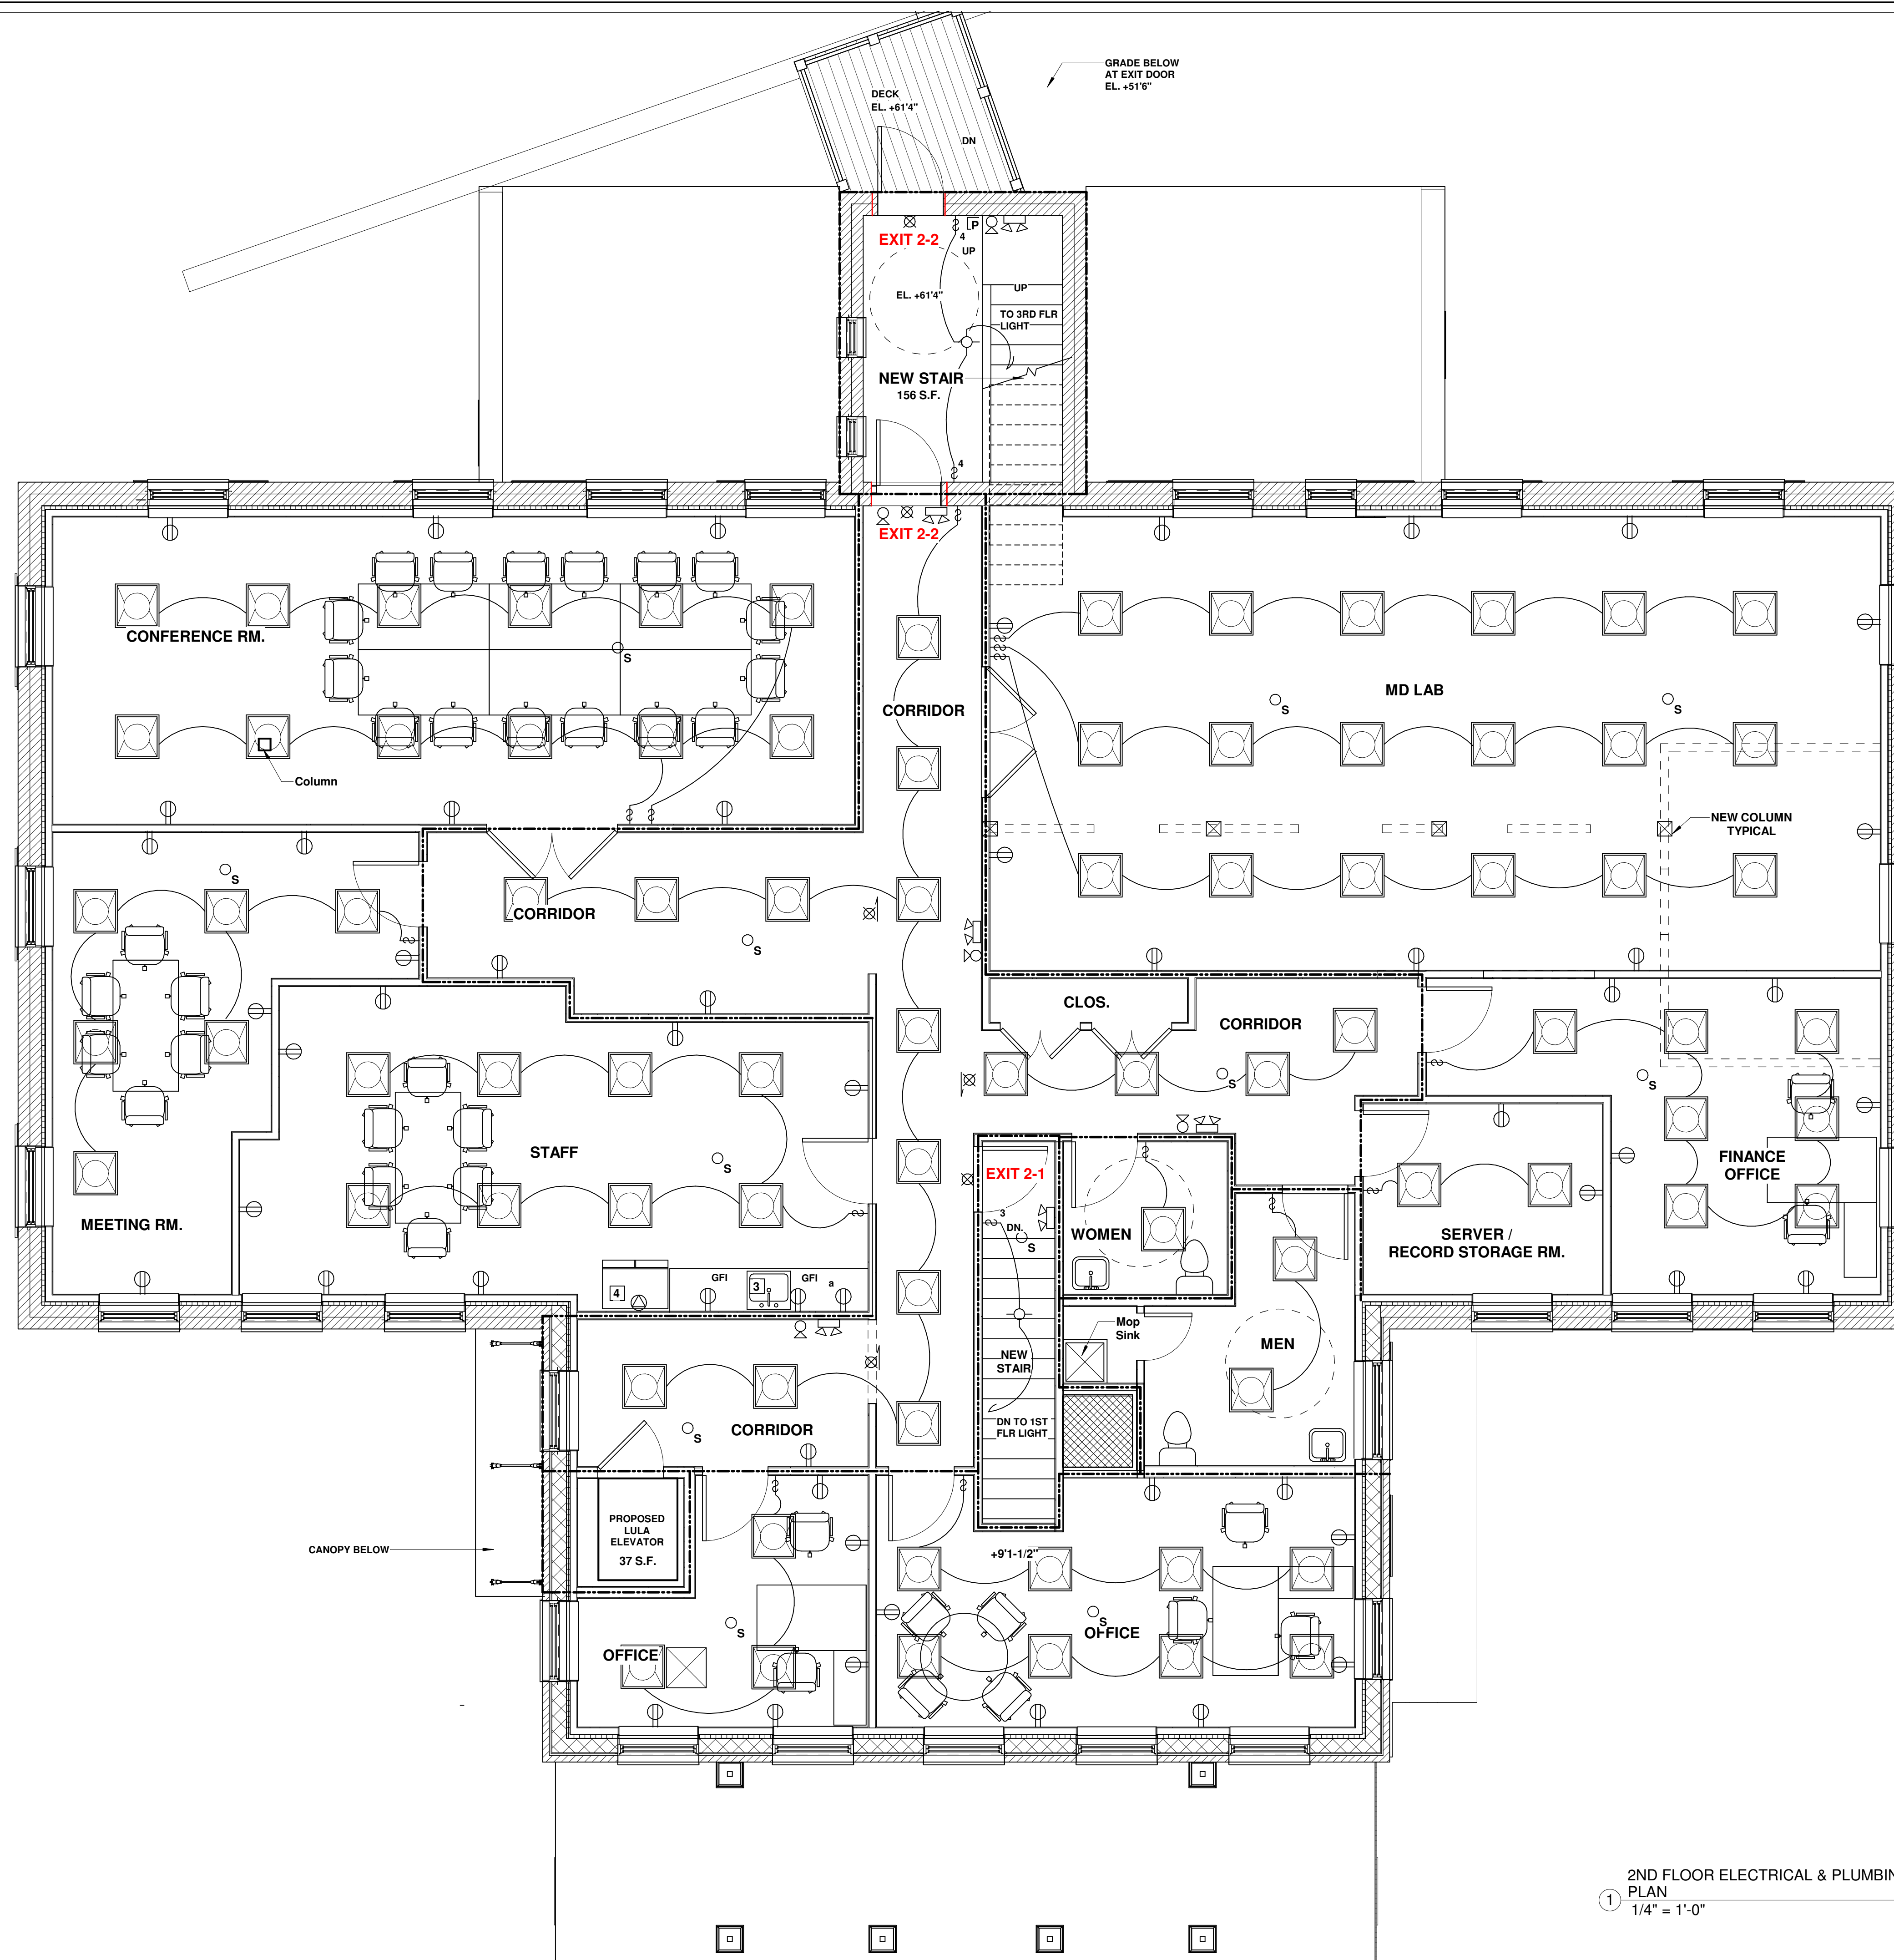 GRADE BELOW
AT EXIT DOOR
EL. +51'6"
DECK
EL. +61'4"
DN
EXIT 2-2
4
P
UP
EL. +61'4"
UP
TO 3RD FLR
LIGHT
NEW STAIR
156 S.F.
4
EXIT 2-2
CONFERENCE RM.
S
CORRIDOR
MD LAB
S
S
Column
NEW COLUMN
TYPICAL
S
CORRIDOR
S
CLOS.
CORRIDOR
S
S
STAFF
S
EXIT 2-1
3
DN.
S
WOMEN
FINANCE
OFFICE
MEETING RM.
SERVER /
RECORD STORAGE RM.
4
GFI
3
GFI
a
Mop
Sink
MEN
NEW
STAIR
DN TO 1ST
FLR LIGHT
CORRIDOR
S
PROPOSED
LULA
ELEVATOR
37 S.F.
CANOPY BELOW
+9'1-1/2"
S
OFFICE
S
OFFICE
1
2ND FLOOR ELECTRICAL & PLUMBIN
PLAN
1/4" = 1'-0"